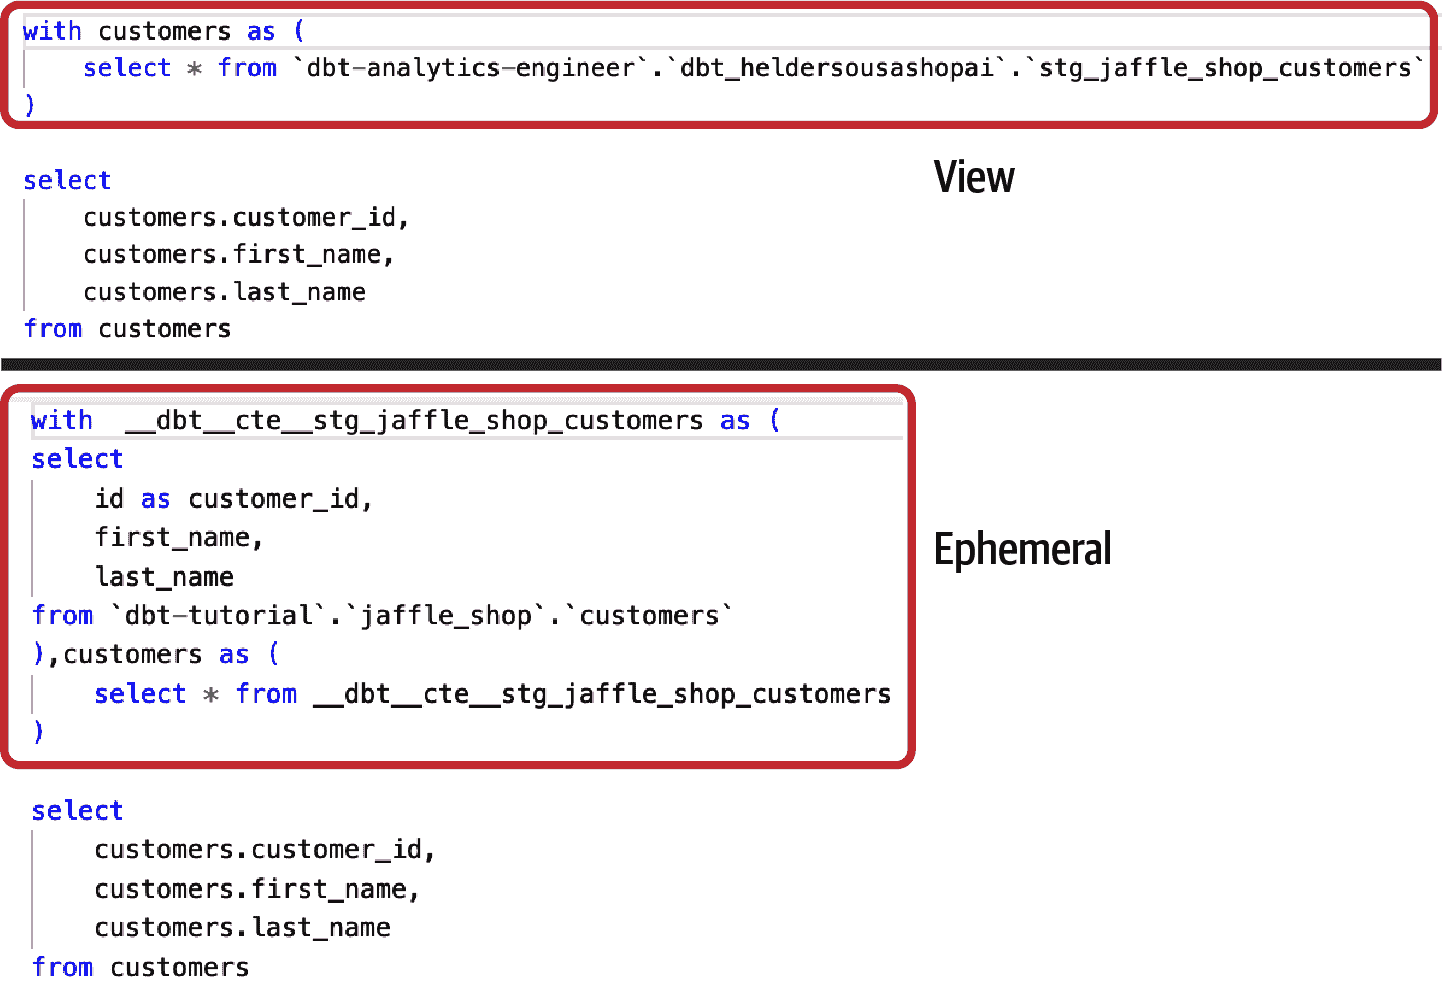 with customers as (
    select * from `dbt-analytics-engineer`.`dbt_heldersousashopai`.`stg_jaffle_shop_customers`
)
View
select
    customers.customer_id,
    customers.first_name,
    customers.last_name
from customers
with  __dbt__cte__stg_jaffle_shop_customers as (
select
    id as customer_id,
    first_name,
    last_name
from `dbt-tutorial`.`jaffle_shop`.`customers`
),customers as (
    select * from __dbt__cte__stg_jaffle_shop_customers
)
Ephemeral
select
    customers.customer_id,
    customers.first_name,
    customers.last_name
from customers